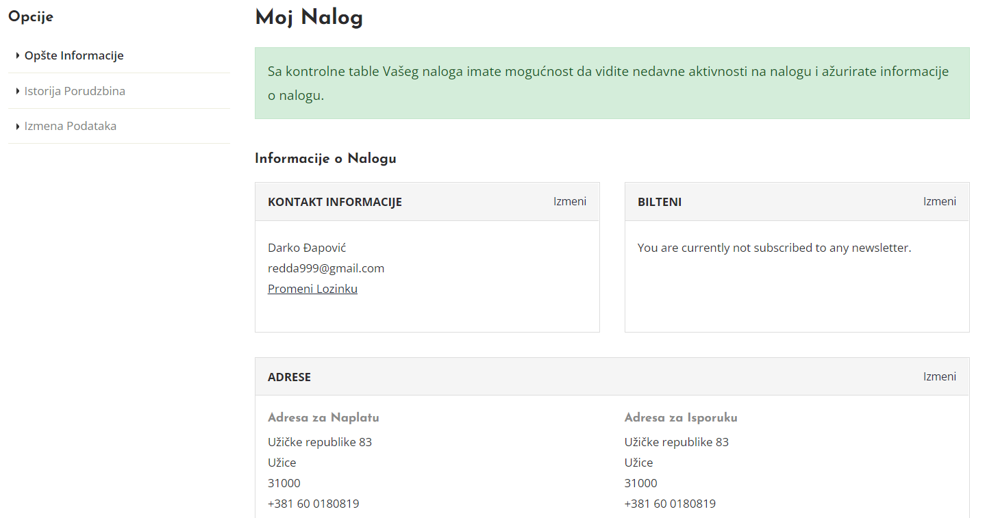 Opcije
Opšte Informacije
Istorija Porudzbina
Izmena Podataka
Moj Nalog
Sa kontrolne table Vašeg naloga imate mogućnost da vidite nedavne aktivnosti na nalogu i ažurirate informacije
o nalogu.
Informacije o Nalogu
KONTAKT INFORMACIJE Izmeni
Darko Đapović
redda999@gmail.com
Promeni Lozinku
BILTENI Izmeni
You are currently not subscribed to any newsletter.
ADRESE Izmeni
Adresa za Naplatu
Užičke republike 83
Užice
31000
+381 60 0180819
Adresa za Isporuku
Užičke republike 83
Užice
31000
+381 60 0180819